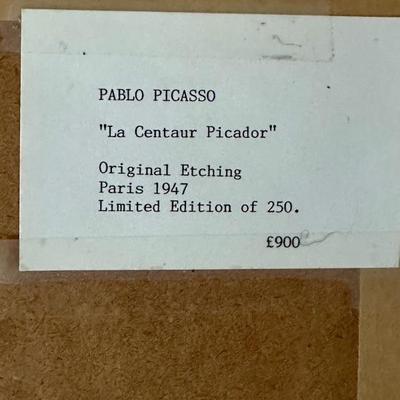 PABLO PICASSO
"La Centaur Picador"
Original Etching
Paris 1947
Limited Edition of 250.
£900